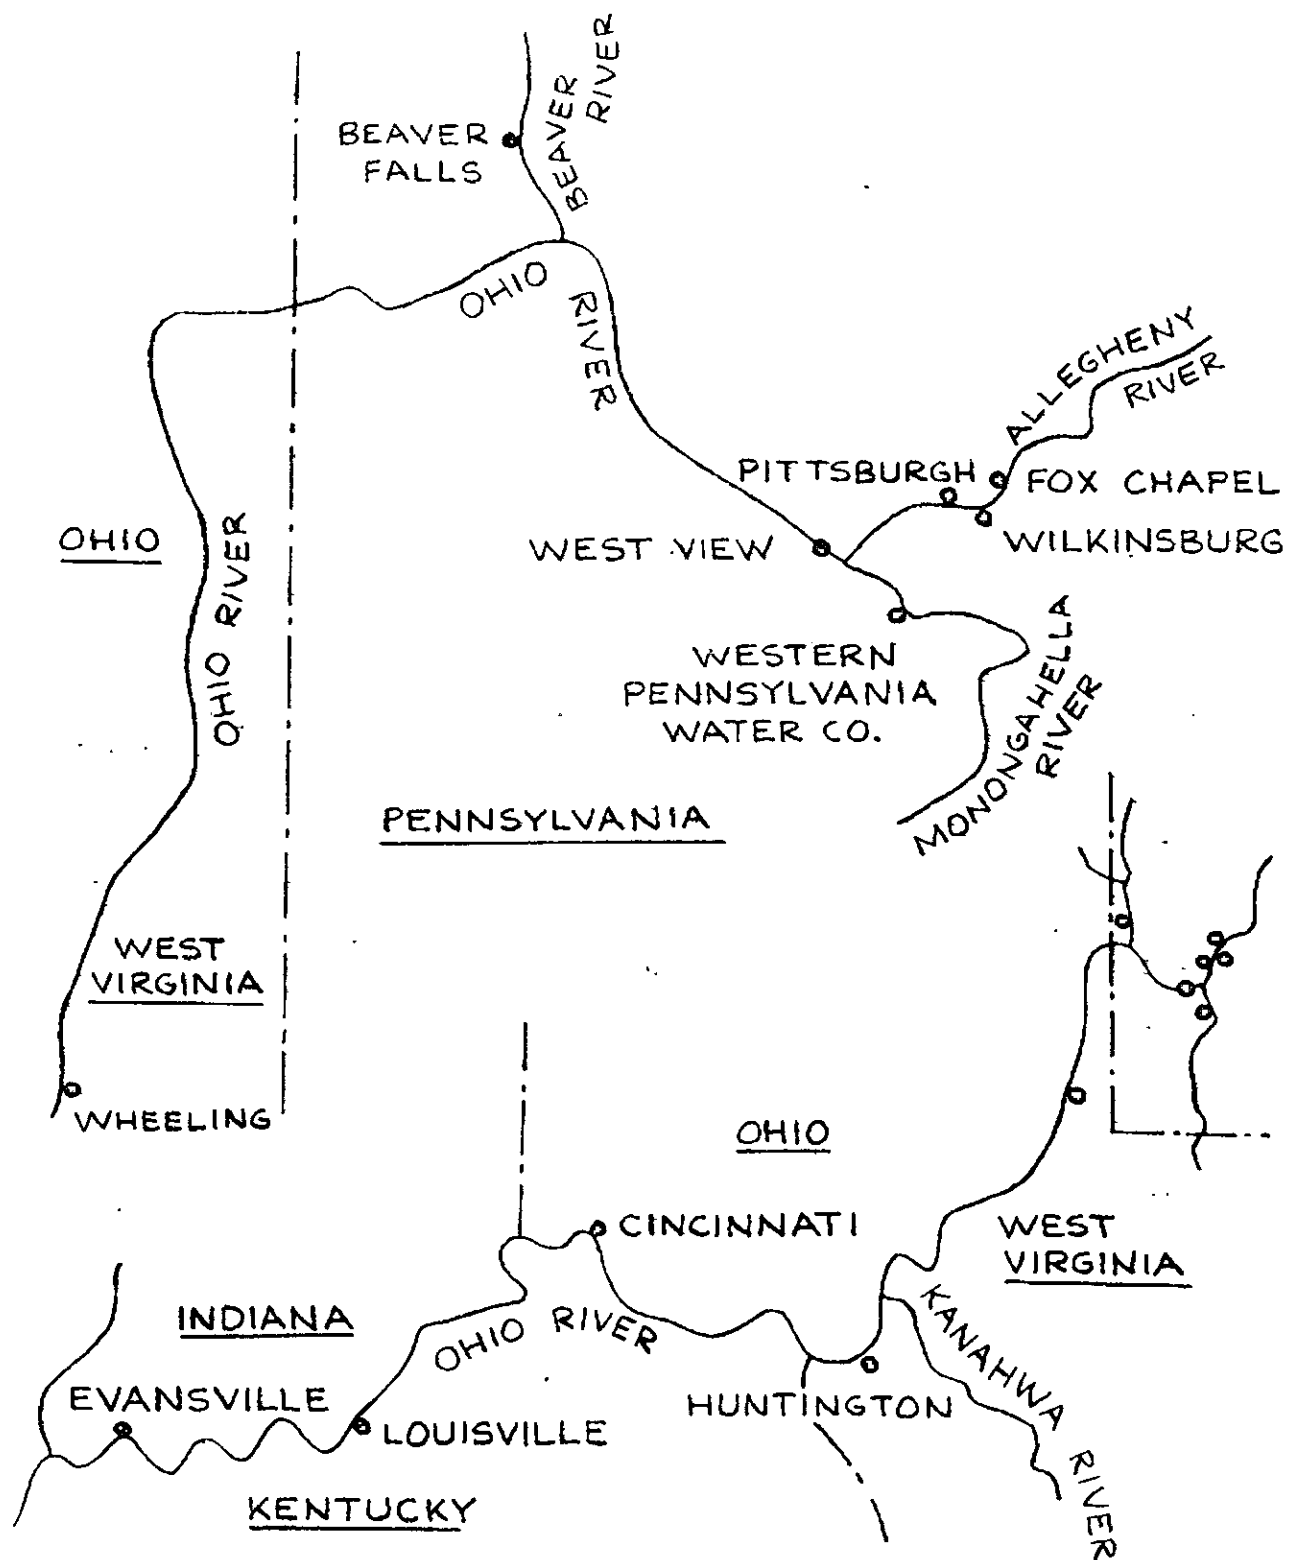 BEAVER
RIVER
BEAVER
FALLS
OHIO
RIVER
ALLEGHENY
RIVER
PITTSBURGH
FOX CHAPEL
WILKINSBURG
WEST VIEW
OHIO
OHIO RIVER
WESTERN
PENNSYLVANIA
WATER CO.
MONONGAHELLA
RIVER
PENNSYLVANIA
WEST
VIRGINIA
WHEELING
OHIO
CINCINNATI
WEST
VIRGINIA
INDIANA
OHIO RIVER
KANAHWA RIVER
EVANSVILLE
HUNTINGTON
LOUISVILLE
KENTUCKY